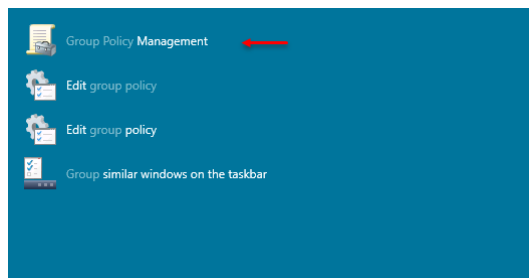 Group Policy Management
Edit group policy
Edit group policy
Group similar windows on the taskbar